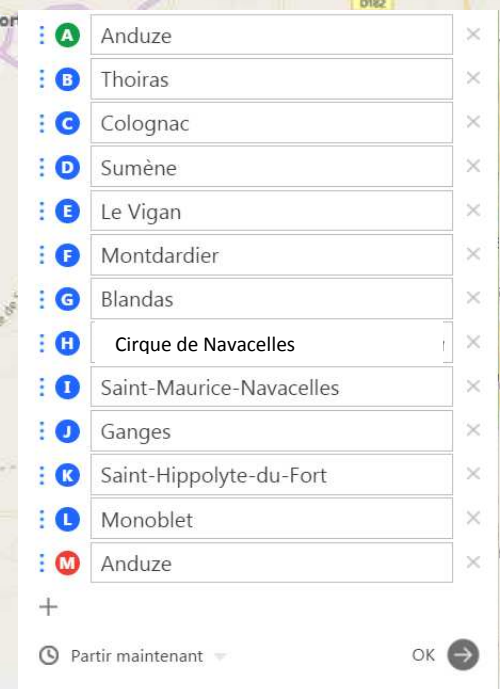 D182
A Anduze
B Thoiras
C Colognac
D Sumène
E Le Vigan
F Montdardier
G Blandas
H Cirque de Navacelles
I Saint-Maurice-Navacelles
J Ganges
K Saint-Hippolyte-du-Fort
L Monoblet
M Anduze
Partir maintenant OK